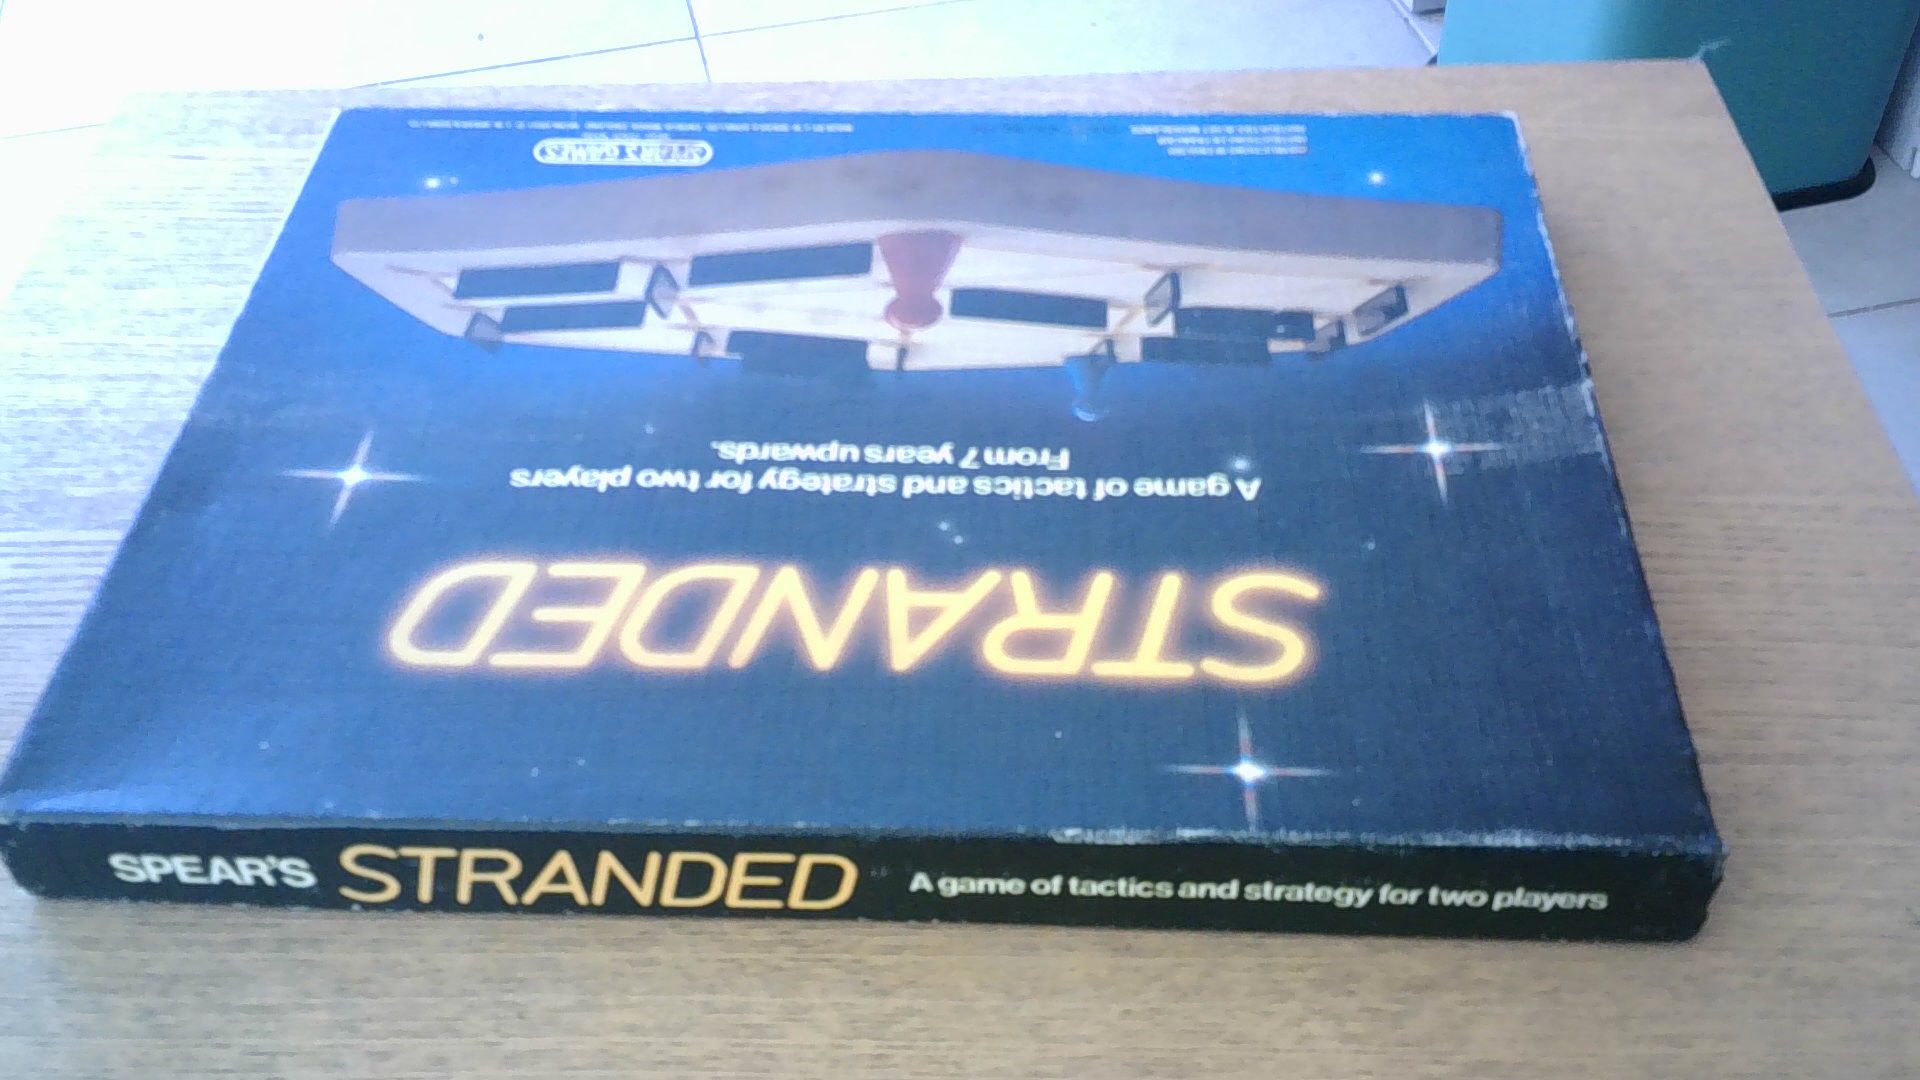 STRANDED
A game of tactics and strategy for two players
From 7 years upwards.
SPEAR'S GAMES
SPEAR'S STRANDED A game of tactics and strategy for two players